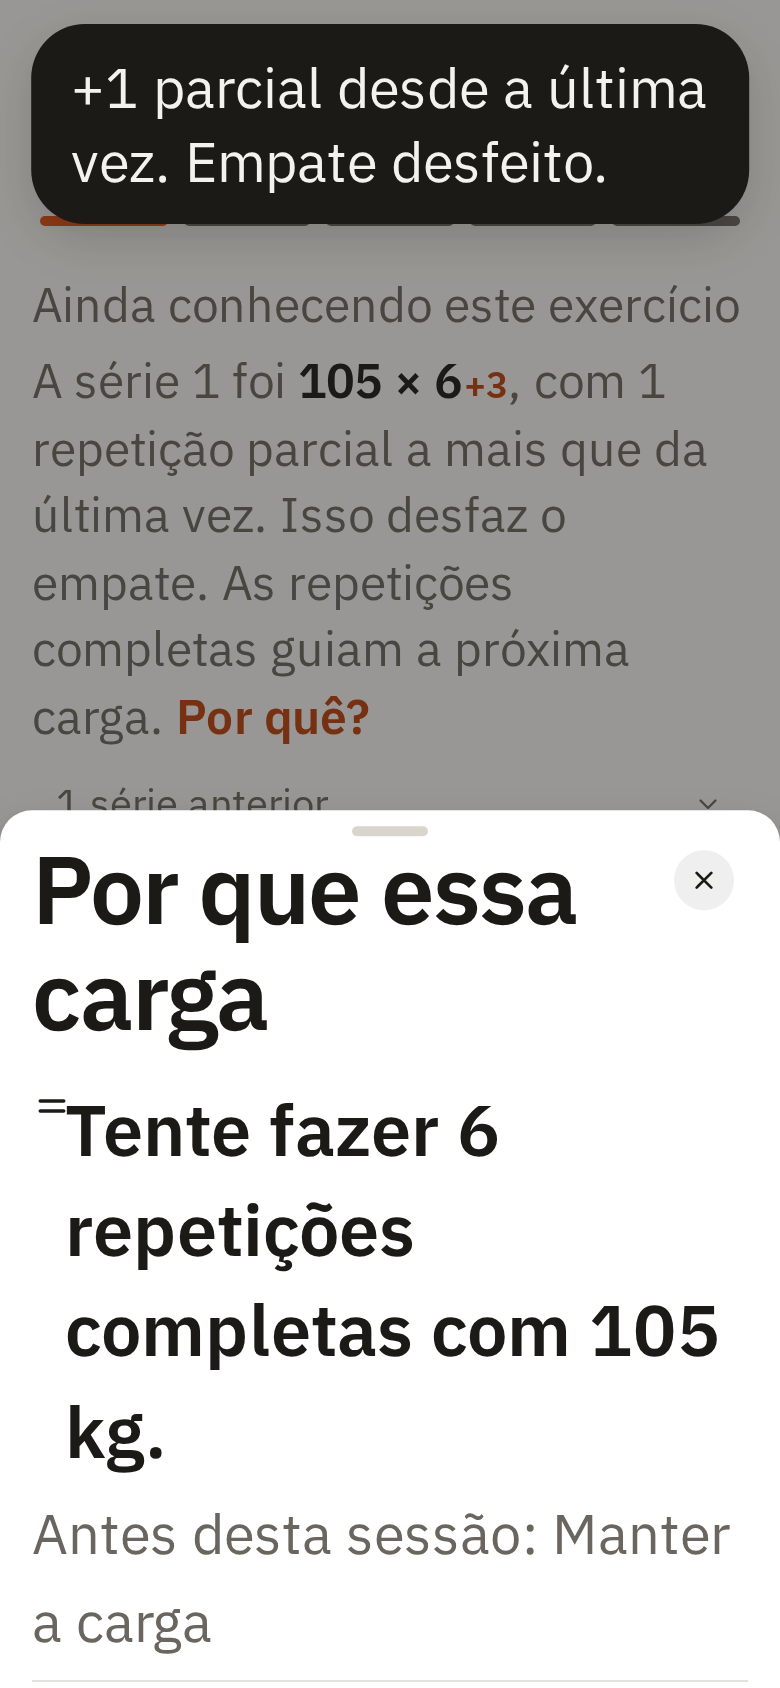 +1 parcial desde a última
vez. Empate desfeito.
Ainda conhecendo este exercício
A série 1 foi 105 × 6+3, com 1
repetição parcial a mais que da
última vez. Isso desfaz o
empate. As repetições
completas guiam a próxima
carga. Por quê?
1 série anterior
Por que essa
carga
=Tente fazer 6
repetições
completas com 105
kg.
Antes desta sessão: Manter
a carga